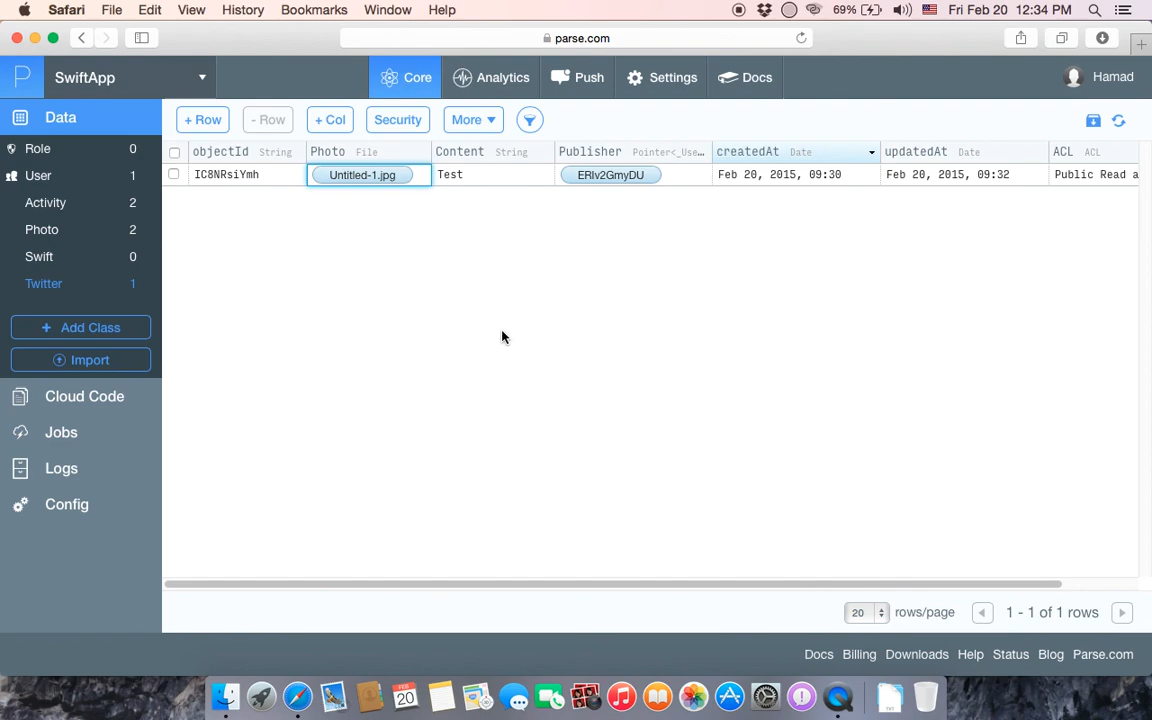 Safari File Edit View History Bookmarks Window Help 69% Fri Feb 20 12:34 PM
parse.com
P SwiftApp Core Analytics Push Settings Docs Hamad
Data + Row - Row + Col Security More
objectId String Photo File Content String Publisher Pointer<_Use… createdAt Date updatedAt Date ACL ACL
Role 0
IC8NRsiYmh Untitled-1.jpg Test ERlv2GmyDU Feb 20, 2015, 09:30 Feb 20, 2015, 09:32 Public Read a
User 1
Activity 2
Photo 2
Swift 0
Twitter 1
+ Add Class
Import
Cloud Code
Jobs
Logs
Config
20 rows/page 1 - 1 of 1 rows
Docs Billing Downloads Help Status Blog Parse.com
FEB
20
TXT